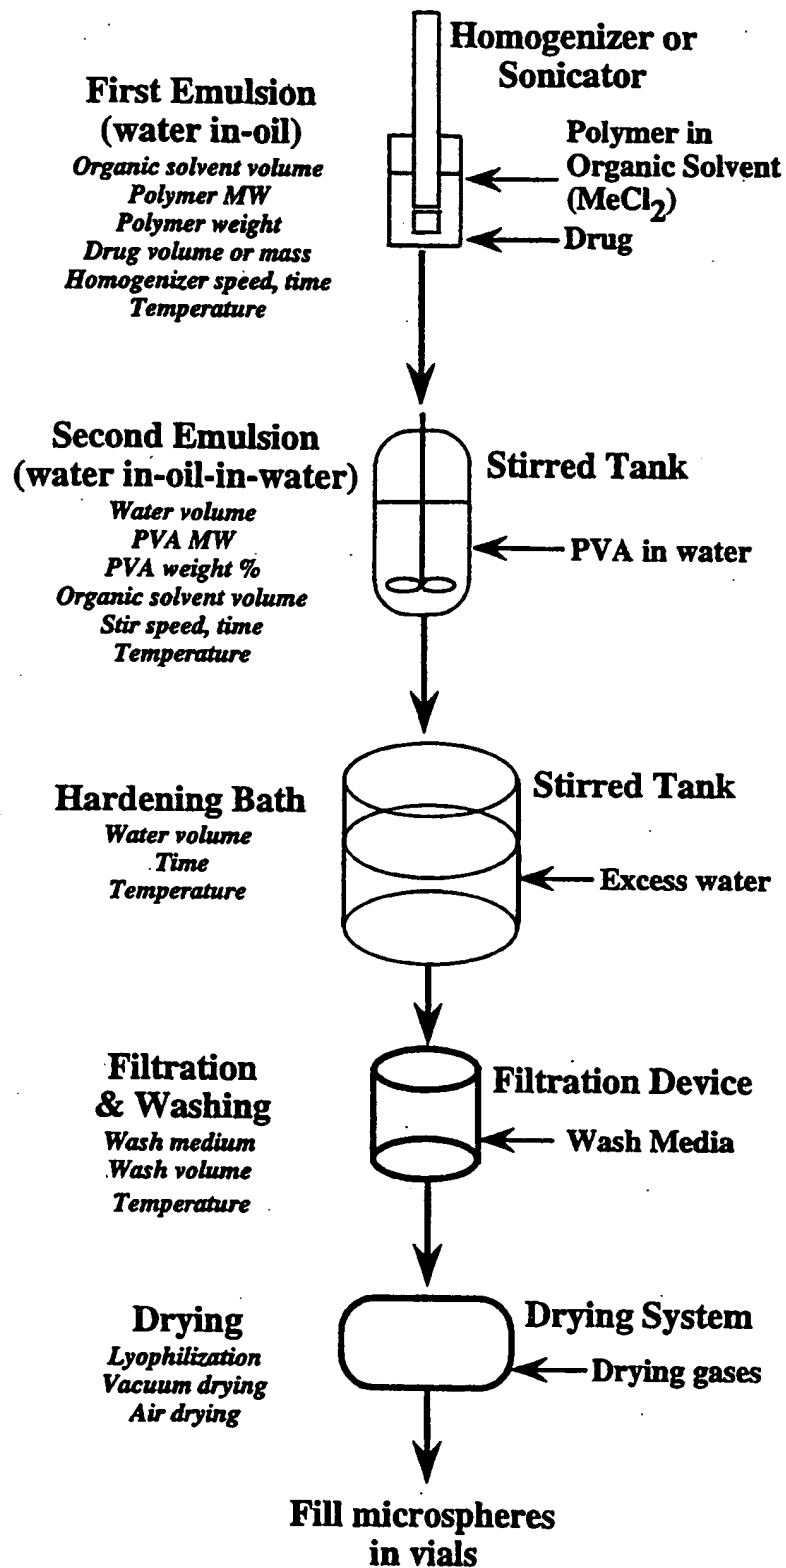 Homogenizer or
Sonicator
First Emulsion
(water in-oil)
Organic solvent volume
Polymer MW
Polymer weight
Drug volume or mass
Homogenizer speed, time
Temperature
Polymer in
Organic Solvent
(MeCl2)
Drug
Second Emulsion
(water in-oil-in-water)
Water volume
PVA MW
PVA weight %
Organic solvent volume
Stir speed, time
Temperature
Stirred Tank
PVA in water
Hardening Bath
Water volume
Time
Temperature
Stirred Tank
Excess water
Filtration
& Washing
Wash medium
Wash volume
Temperature
Filtration Device
Wash Media
Drying
Lyophilization
Vacuum drying
Air drying
Drying System
Drying gases
Fill microspheres
in vials